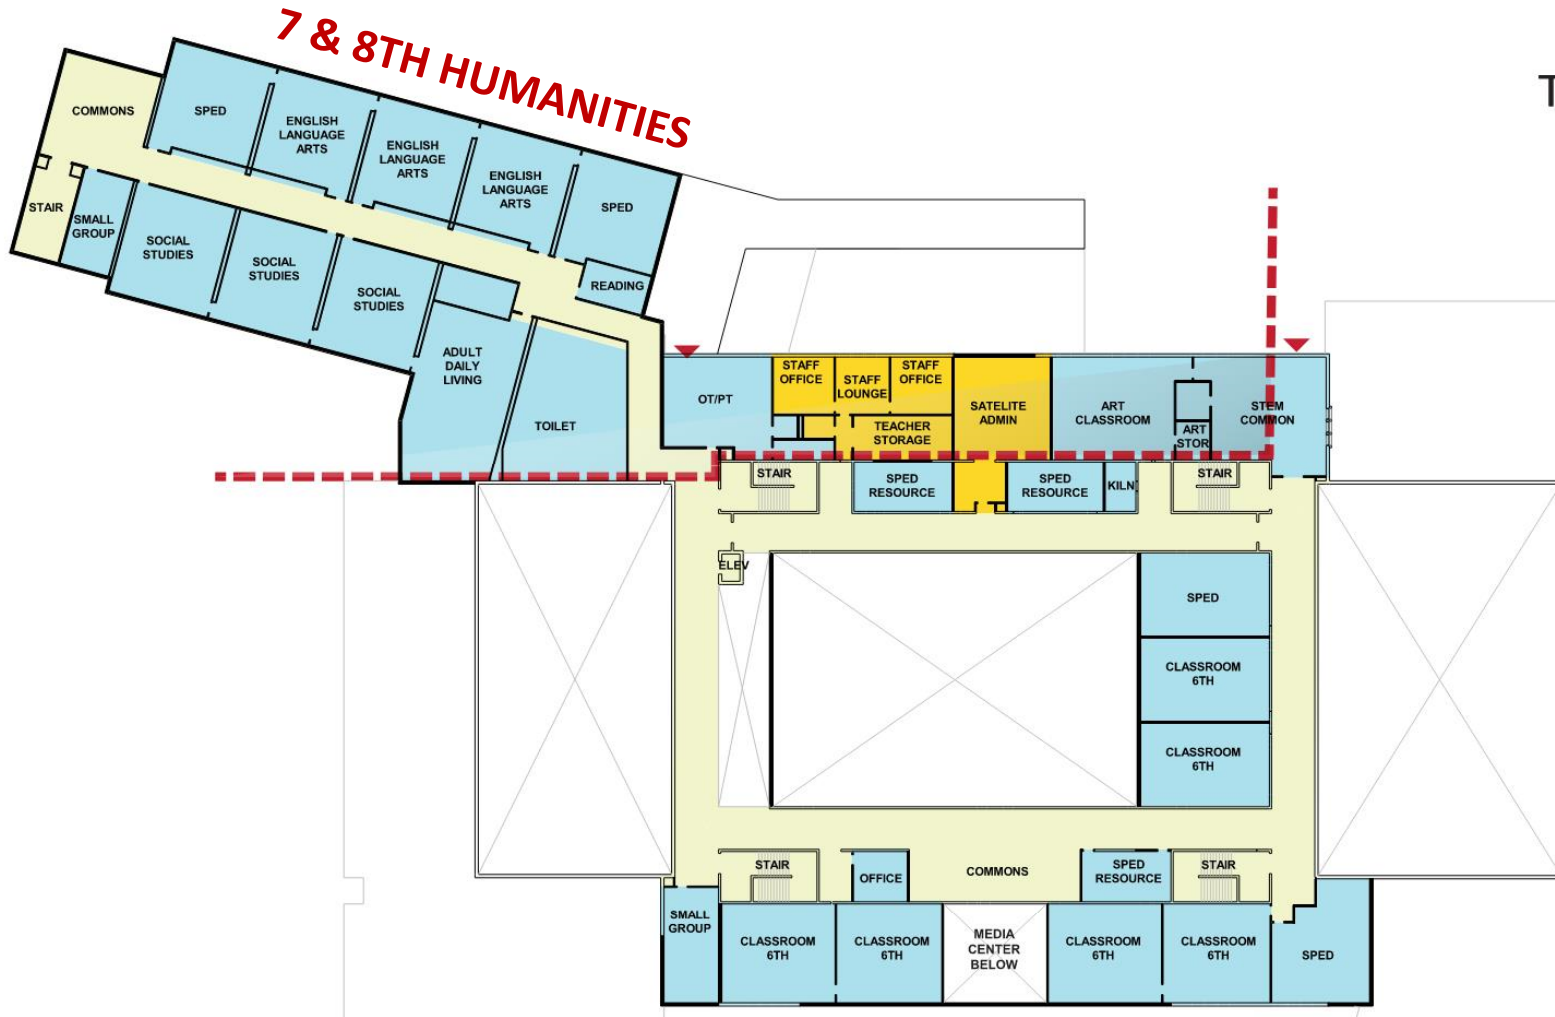 7 & 8TH HUMANITIES
T
COMMONS
SPED
ENGLISH
LANGUAGE
ARTS
ENGLISH
LANGUAGE
ARTS
ENGLISH
LANGUAGE
ARTS
SPED
STAIR
SMALL
GROUP
SOCIAL
STUDIES
SOCIAL
STUDIES
SOCIAL
STUDIES
READING
ADULT
DAILY
LIVING
TOILET
OT/PT
STAFF
OFFICE
STAFF
LOUNGE
STAFF
OFFICE
TEACHER
STORAGE
SATELITE
ADMIN
ART
CLASSROOM
ART
STOR
STEM
COMMON
STAIR
SPED
RESOURCE
SPED
RESOURCE
KILN
STAIR
ELEV
SPED
CLASSROOM
6TH
CLASSROOM
6TH
STAIR
OFFICE
COMMONS
SPED
RESOURCE
STAIR
SMALL
GROUP
CLASSROOM
6TH
CLASSROOM
6TH
MEDIA
CENTER
BELOW
CLASSROOM
6TH
CLASSROOM
6TH
SPED